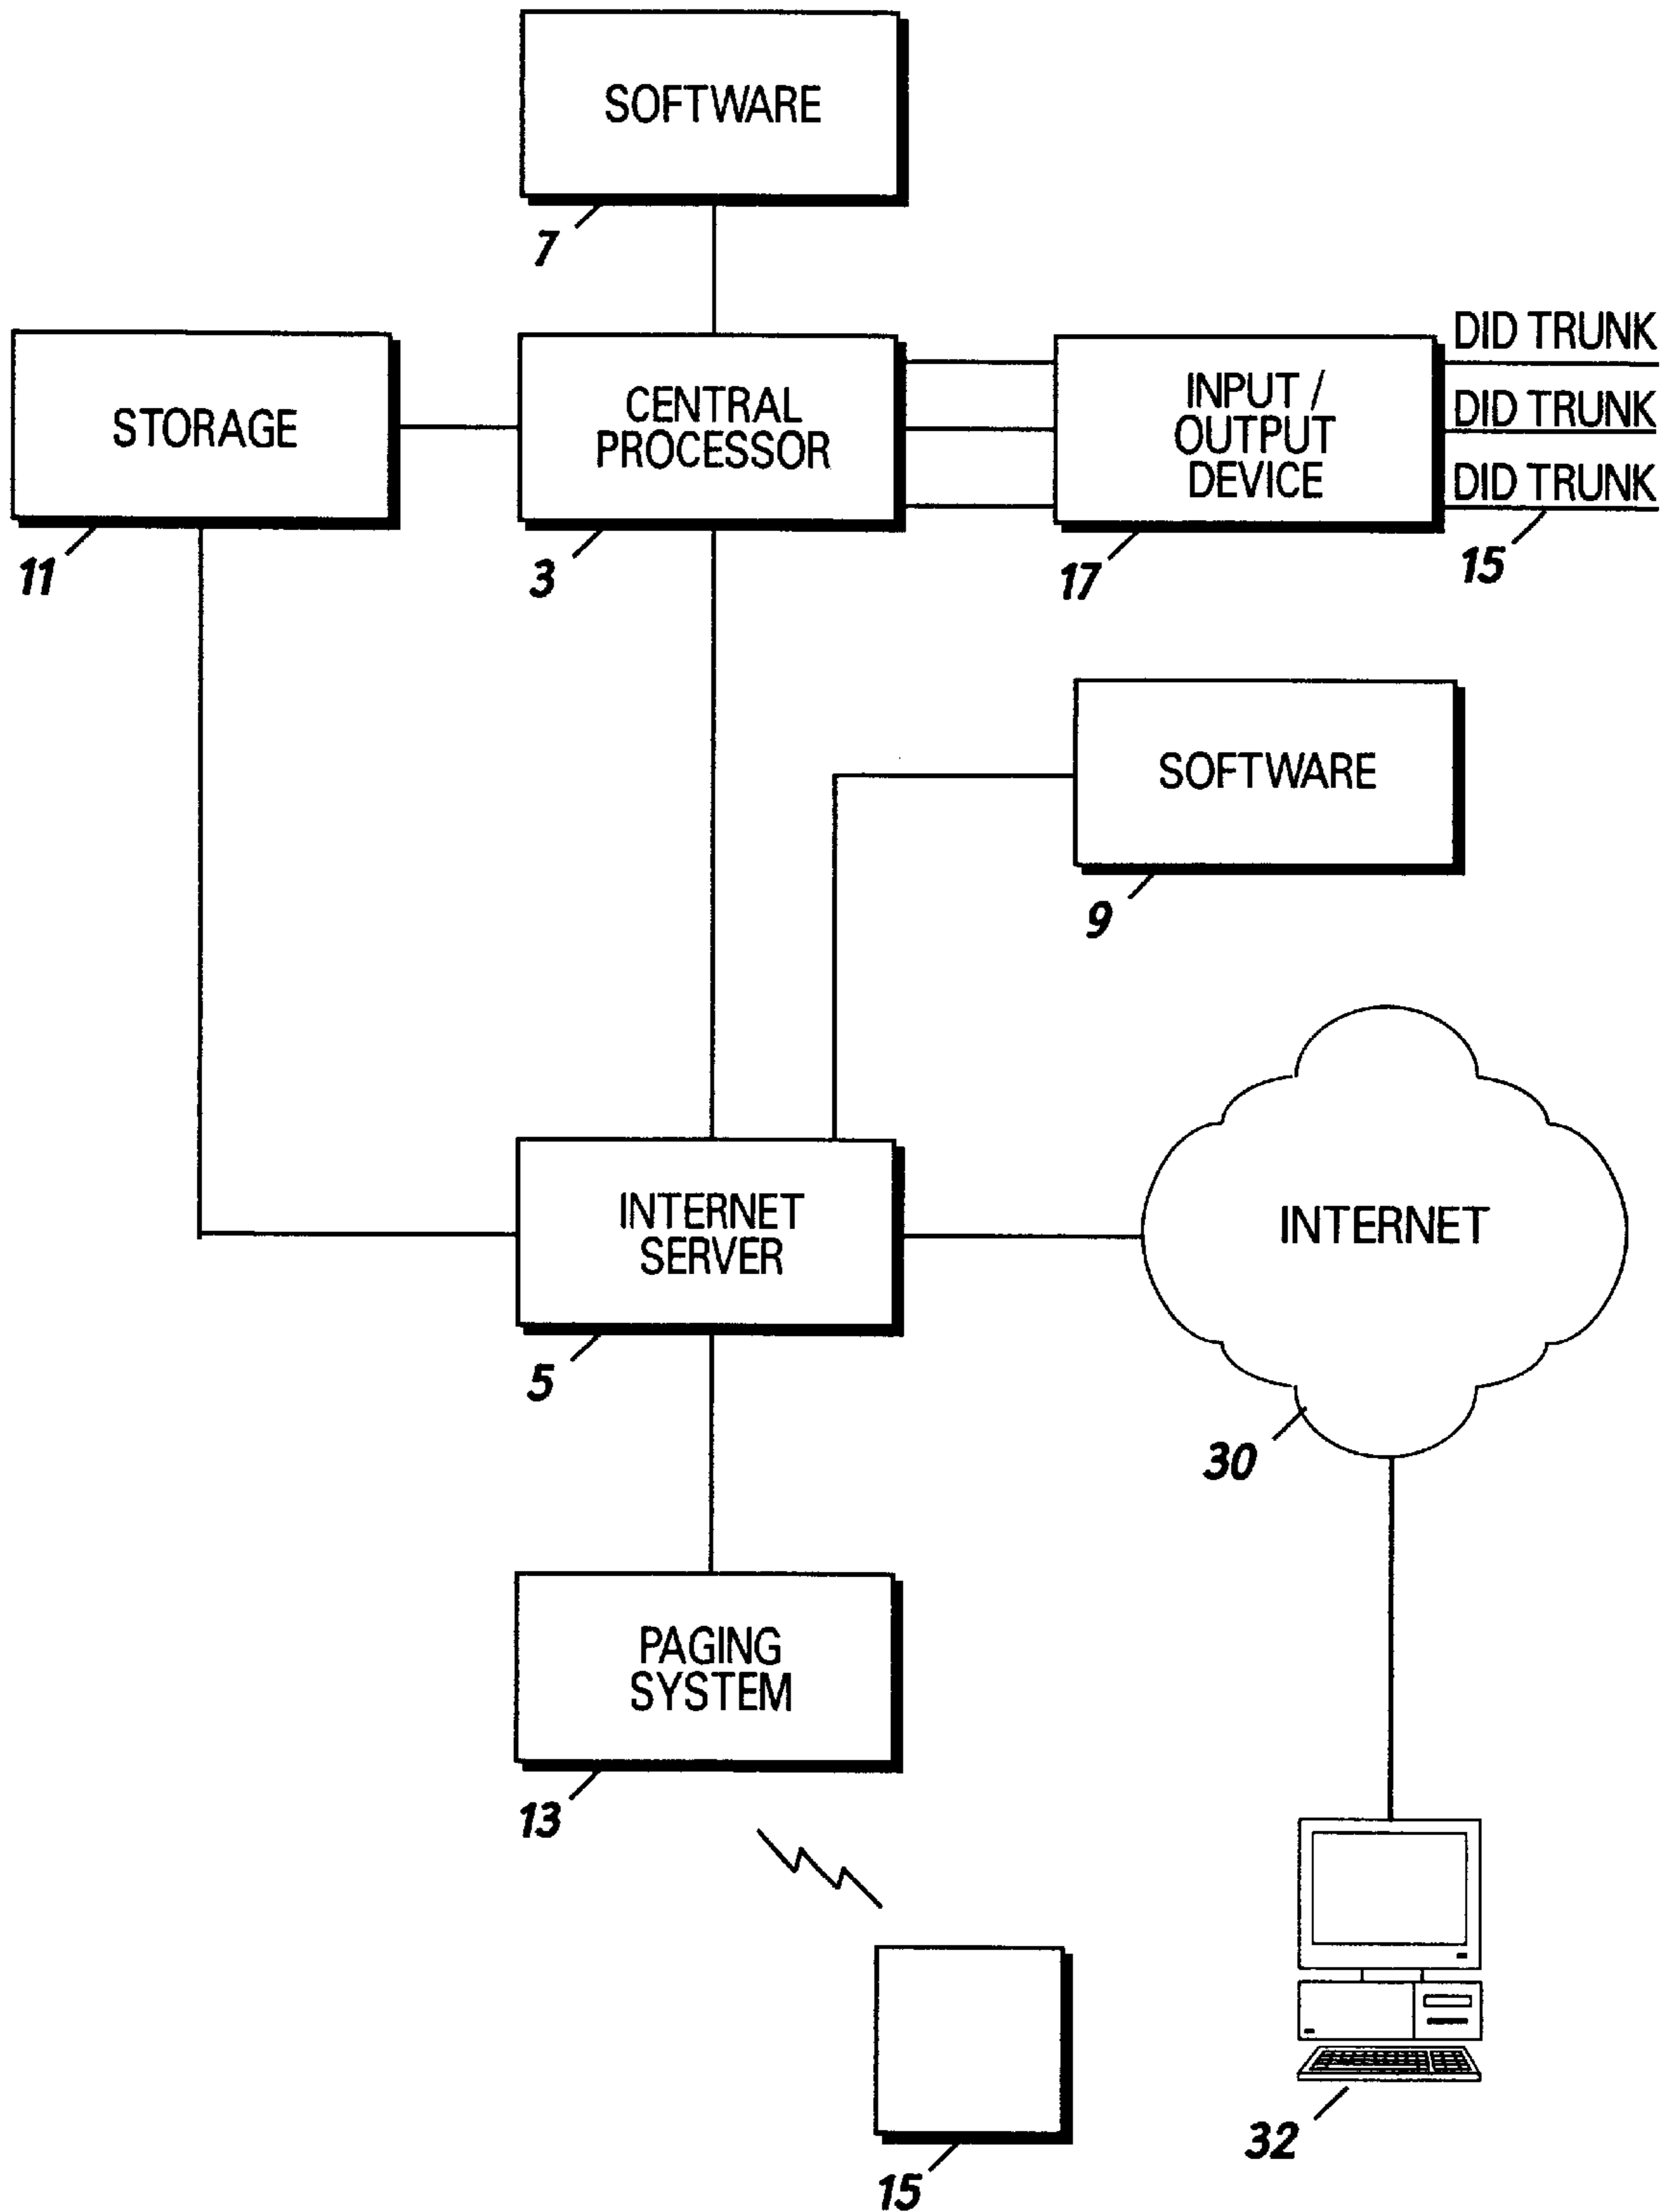 SOFTWARE
7
DID TRUNK
STORAGE
CENTRAL
PROCESSOR
INPUT /
OUTPUT
DEVICE
DID TRUNK
DID TRUNK
11
3
17
15
SOFTWARE
9
INTERNET
SERVER
INTERNET
5
30
PAGING
SYSTEM
13
32
15